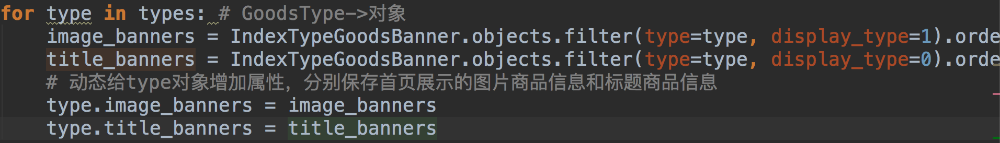 for type in types: # GoodsType->对象
    image_banners = IndexTypeGoodsBanner.objects.filter(type=type, display_type=1).orde
    title_banners = IndexTypeGoodsBanner.objects.filter(type=type, display_type=0).orde
    # 动态给type对象增加属性，分别保存首页展示的图片商品信息和标题商品信息
    type.image_banners = image_banners
    type.title_banners = title_banners